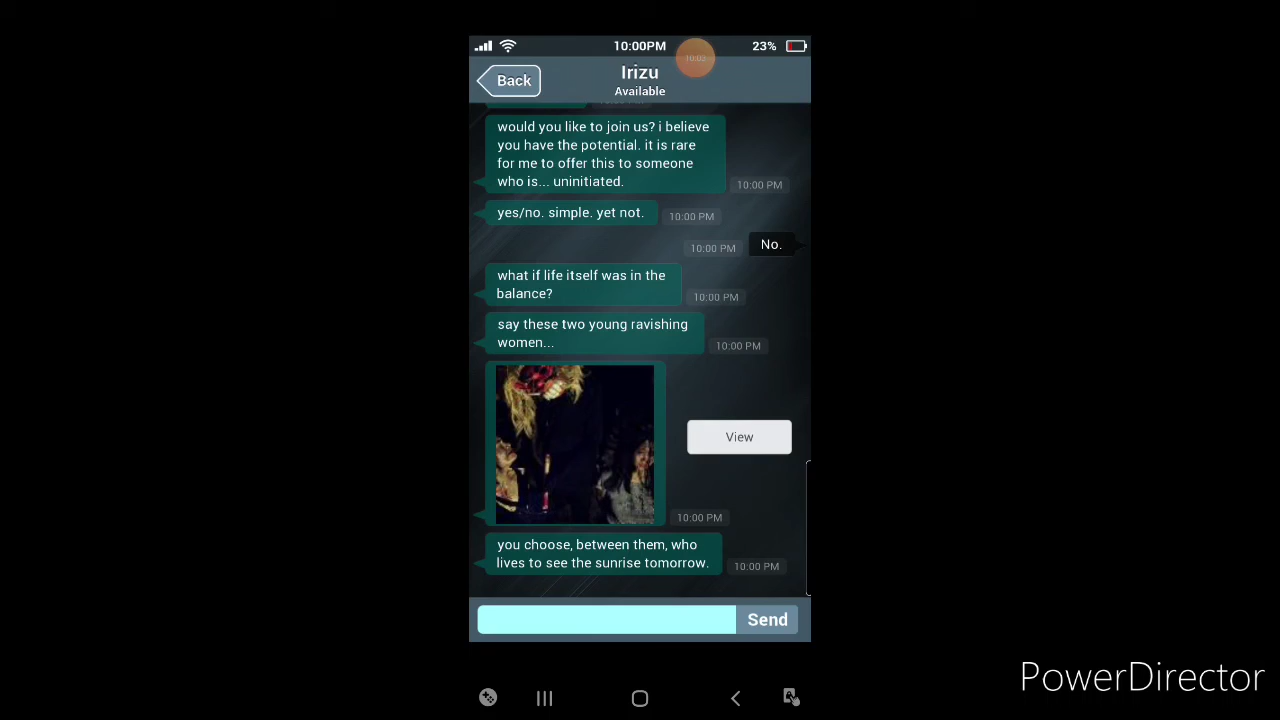 10:00PM
10:02
23%
Back
Irizu
Available
would you like to join us? i believe
you have the potential. it is rare
for me to offer this to someone
who is... uninitiated.
10:00 PM
yes/no. simple. yet not.
10:00 PM
10:00 PM
No.
what if life itself was in the
balance?
10:00 PM
say these two young ravishing
women...
10:00 PM
View
10:00 PM
you choose, between them, who
lives to see the sunrise tomorrow.
10:00 PM
Send
PowerDirector